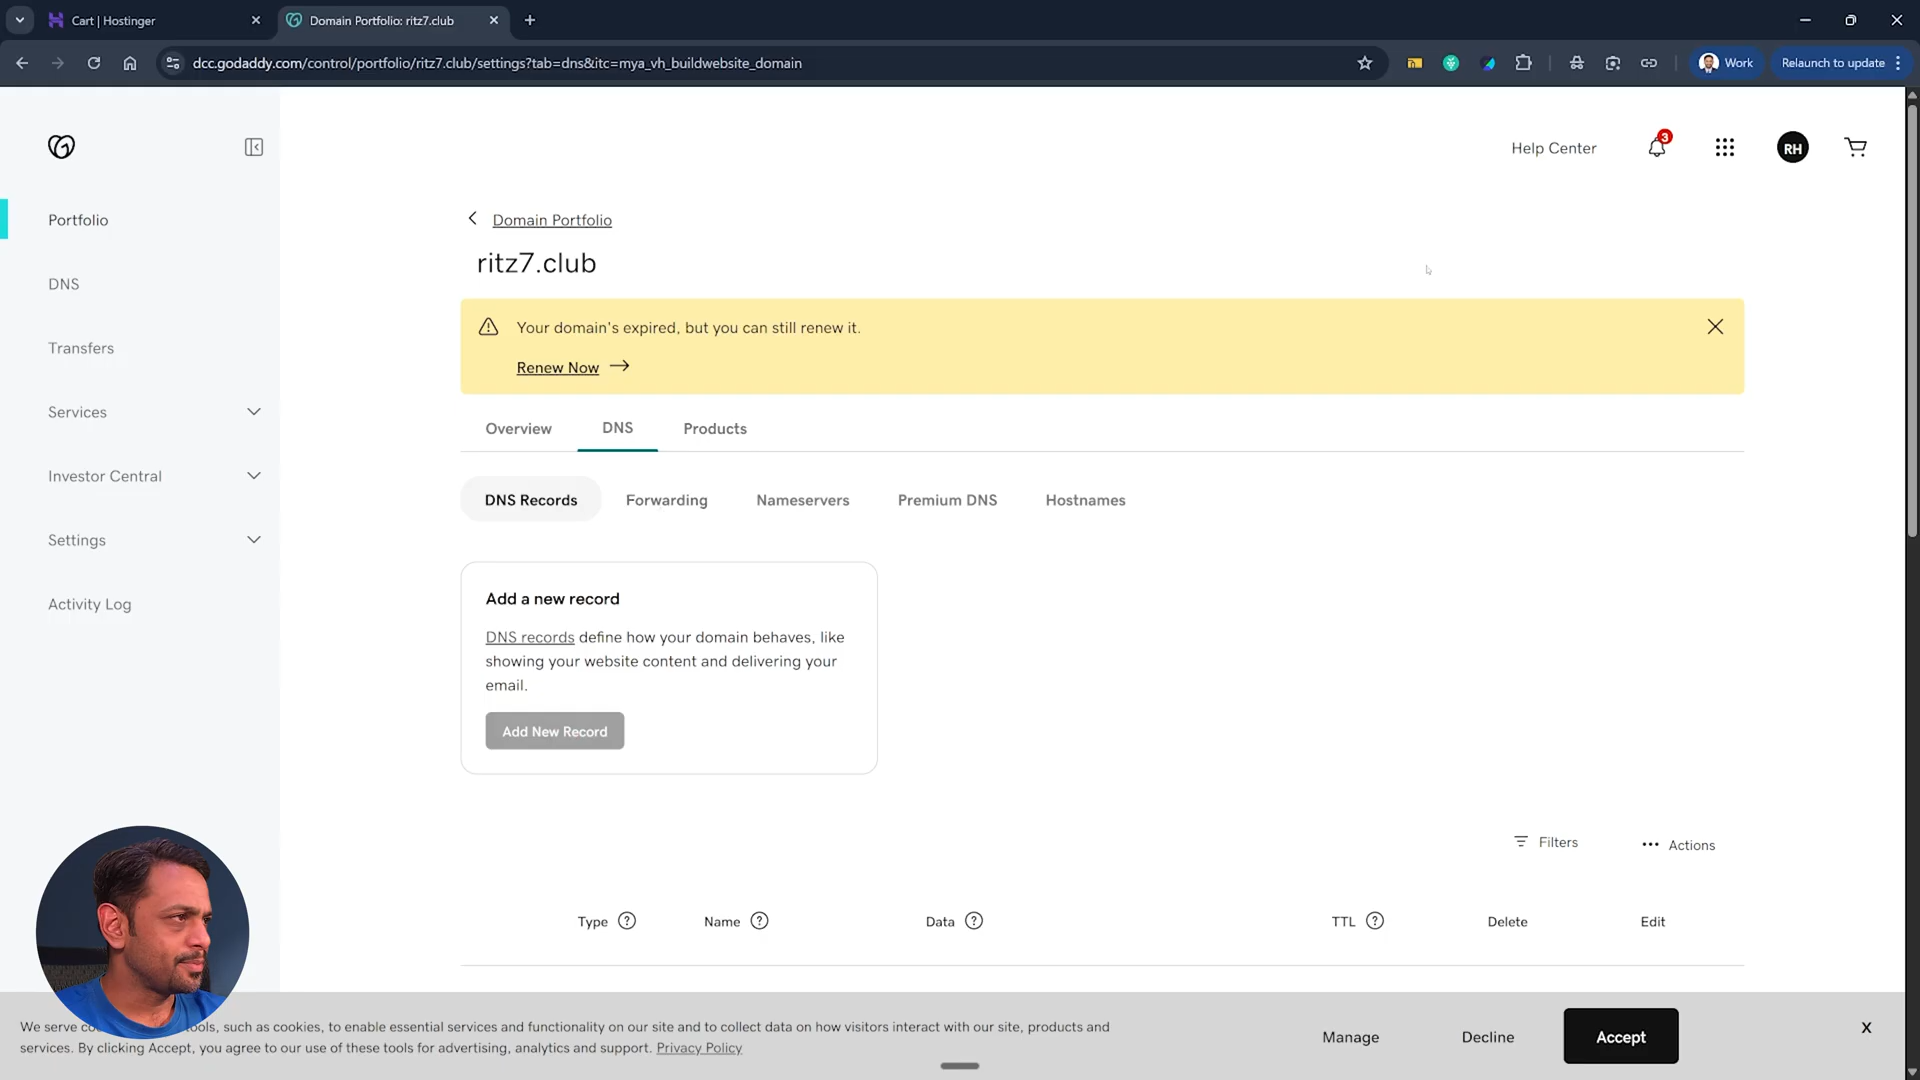 Cart | Hostinger
Domain Portfolio: ritz7.club
dcc.godaddy.com/control/portfolio/ritz7.club/settings?tab=dns&itc=mya_vh_buildwebsite_domain
Work
Relaunch to update
Help Center
3
RH
Portfolio
DNS
Transfers
Services
Investor Central
Settings
Activity Log
Domain Portfolio
ritz7.club
Your domain's expired, but you can still renew it.
Renew Now
Overview
DNS
Products
DNS Records
Forwarding
Nameservers
Premium DNS
Hostnames
Add a new record
DNS records define how your domain behaves, like
showing your website content and delivering your
email.
Add New Record
Filters
Actions
Type
Name
Data
TTL
Delete
Edit
We serve co ools, such as cookies, to enable essential services and functionality on our site and to collect data on how visitors interact with our site, products and
services. By clicking Accept, you agree to our use of these tools for advertising, analytics and support. Privacy Policy
Manage
Decline
Accept
X